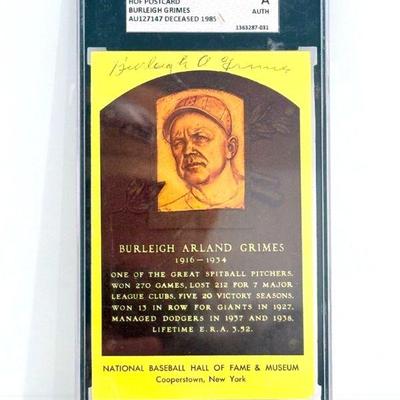 HOF POSTCARD
BURLEIGH GRIMES
AU127147 DECEASED 1985
A
AUTH
1363287-031
Burleigh A Grimes
BURLEIGH ARLAND GRIMES
1916-1934
ONE OF THE GREAT SPITBALL PITCHERS.
WON 270 GAMES, LOST 212 FOR 7 MAJOR
LEAGUE CLUBS. FIVE 20 VICTORY SEASONS.
WON 13 IN ROW FOR GIANTS IN 1927.
MANAGED DODGERS IN 1937 AND 1938.
LIFETIME E.R.A. 3.52.
NATIONAL BASEBALL HALL OF FAME & MUSEUM
Cooperstown, New York